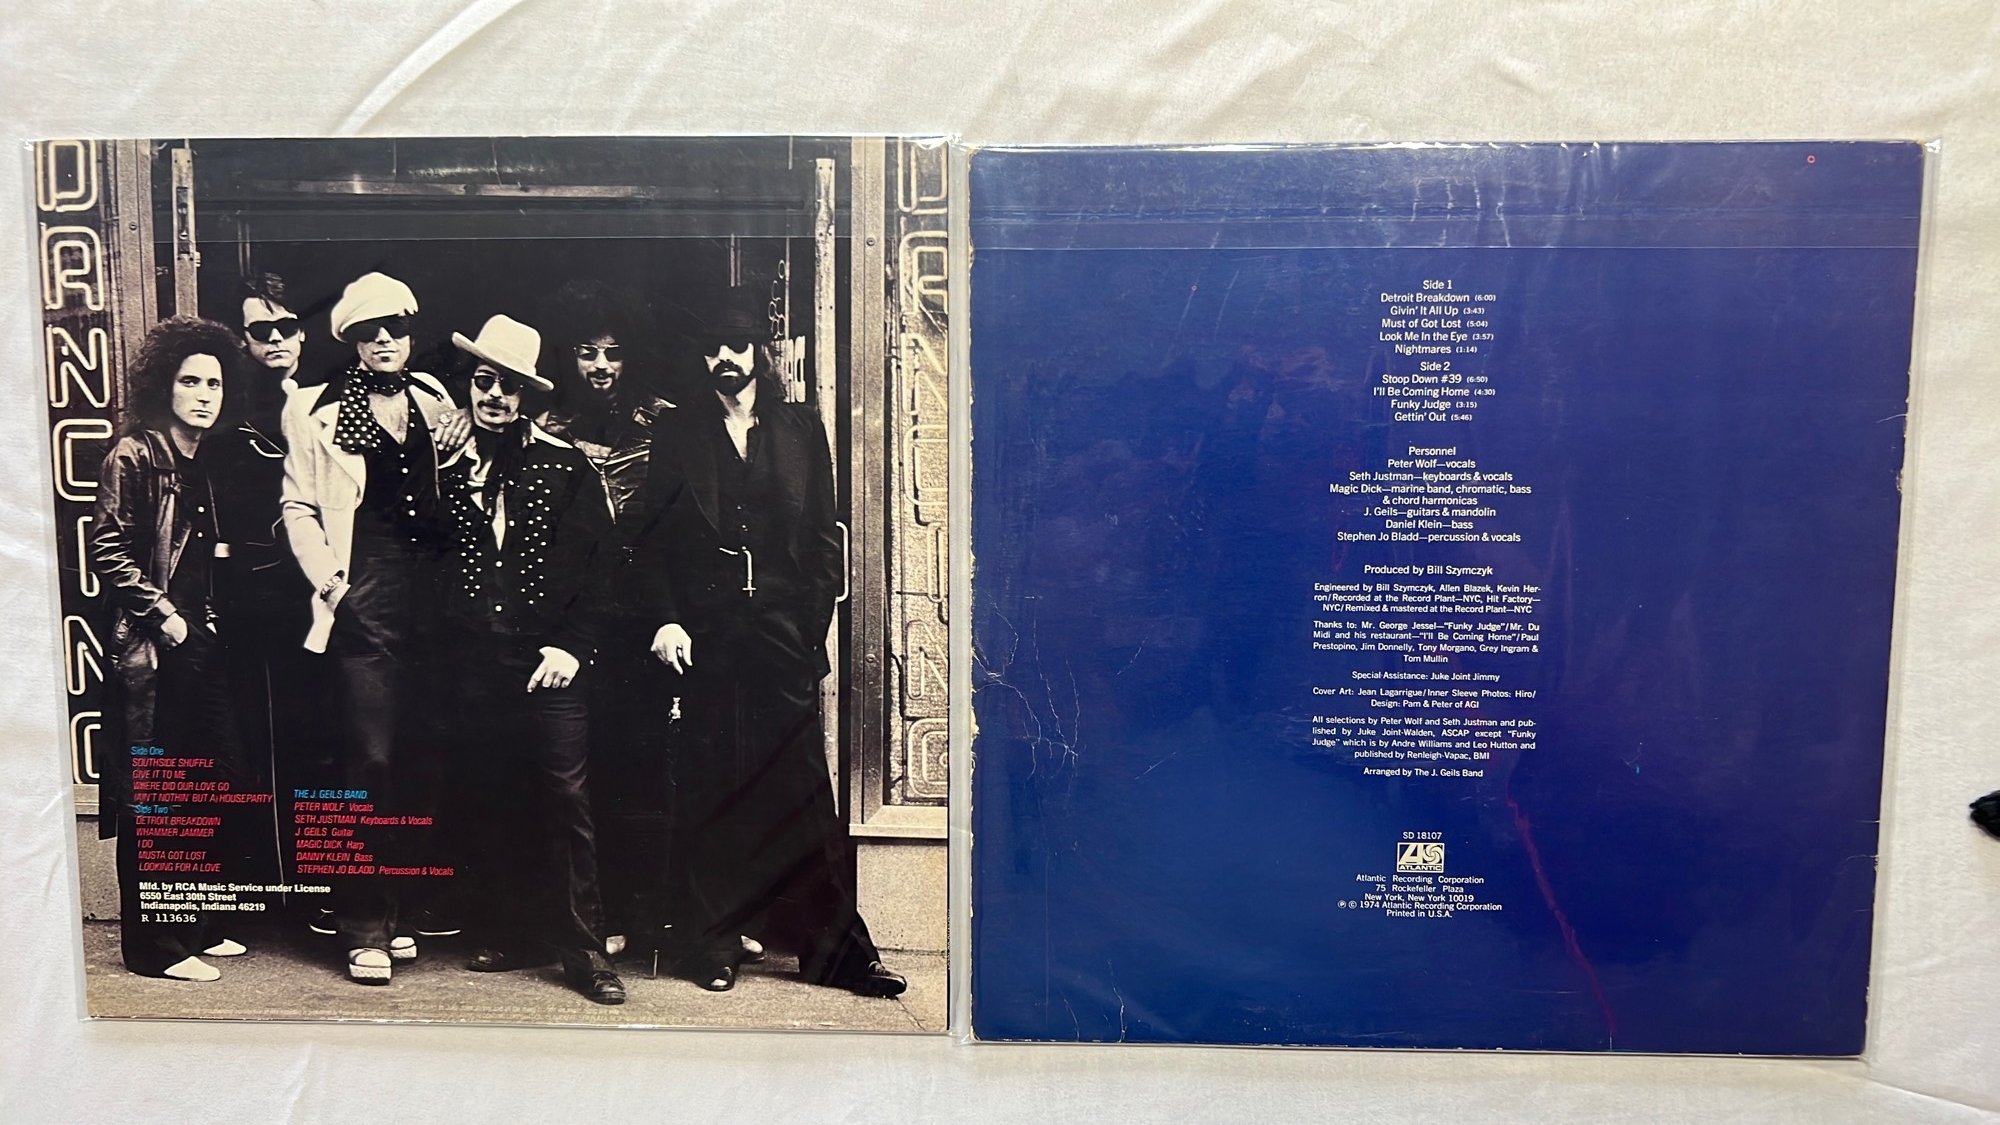 DANCING
DANCING
Side One
SOUTHSIDE SHUFFLE
GIVE IT TO ME
WHERE DID OUR LOVE GO
(AIN'T NOTHIN' BUT A) HOUSEPARTY
Side Two
DETROIT BREAKDOWN
WHAMMER JAMMER
I DO
MUSTA GOT LOST
LOOKING FOR A LOVE
THE J. GEILS BAND:
PETER WOLF Vocals
SETH JUSTMAN Keyboards & Vocals
J. GEILS Guitar
MAGIC DICK Harp
DANNY KLEIN Bass
STEPHEN JO BLADD Percussion & Vocals
Mfd. by RCA Music Service under License
6550 East 30th Street
Indianapolis, Indiana 46219
R 113636
Side 1
Detroit Breakdown (6:00)
Givin' It All Up (3:43)
Must of Got Lost (5:04)
Look Me In the Eye (3:57)
Nightmares (1:14)
Side 2
Stoop Down #39 (6:50)
I'll Be Coming Home (4:30)
Funky Judge (3:15)
Gettin' Out (5:46)
Personnel
Peter Wolf—vocals
Seth Justman—keyboards & vocals
Magic Dick—marine band, chromatic, bass
& chord harmonicas
J. Geils—guitars & mandolin
Daniel Klein—bass
Stephen Jo Bladd—percussion & vocals
Produced by Bill Szymczyk
Engineered by Bill Szymczyk, Allen Blazek, Kevin Her-
ron/Recorded at the Record Plant—NYC, Hit Factory—
NYC/Remixed & mastered at the Record Plant—NYC
Thanks to: Mr. George Jessel—"Funky Judge"/Mr. Du
Midi and his restaurant—"I'll Be Coming Home"/Paul
Prestopino, Jim Donnelly, Tony Morgano, Grey Ingram &
Tom Mullin
Special Assistance: Juke Joint Jimmy
Cover Art: Jean Lagarrigue/Inner Sleeve Photos: Hiro/
Design: Pam & Peter of AGI
All selections by Peter Wolf and Seth Justman and pub-
lished by Juke Joint-Walden, ASCAP except "Funky
Judge" which is by Andre Williams and Leo Hutton and
published by Renleigh-Vapac, BMI
Arranged by The J. Geils Band
SD 18107
ATLANTIC
Atlantic Recording Corporation
75 Rockefeller Plaza
New York, New York 10019
℗ © 1974 Atlantic Recording Corporation
Printed in U.S.A.